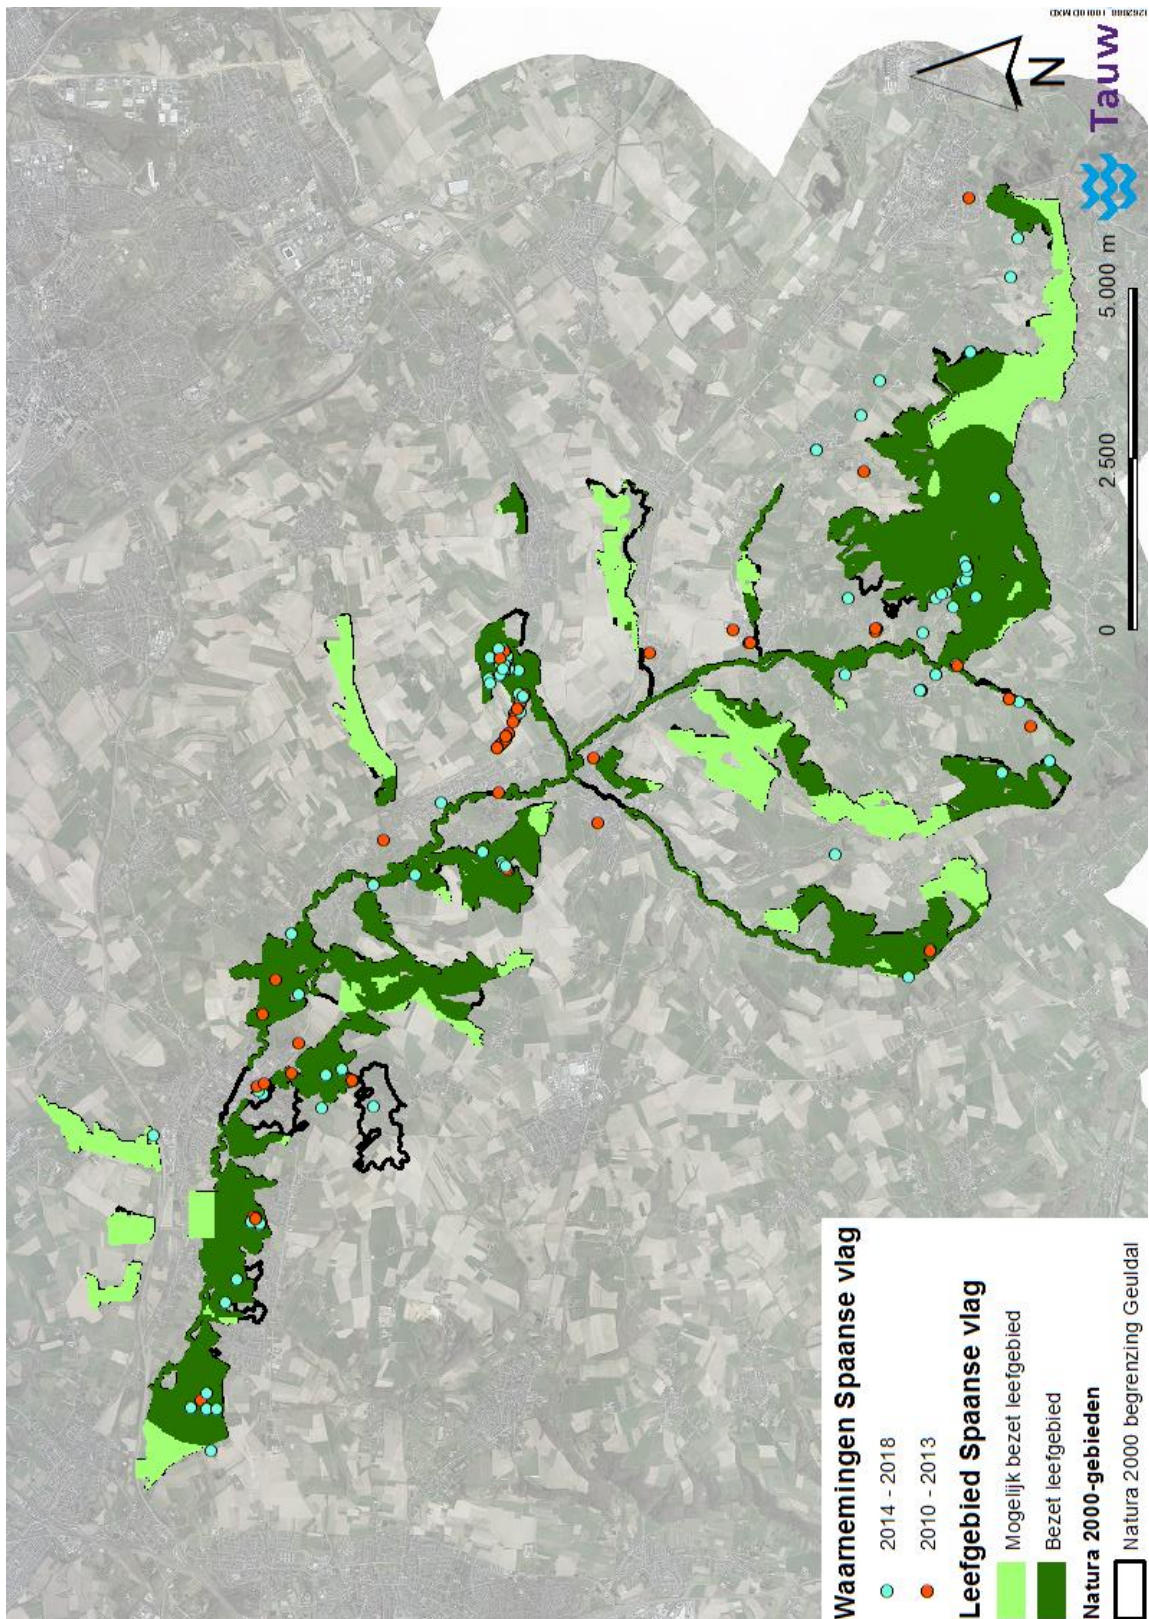 Waarnemingen Spaanse vlag
2014 - 2018
2010 - 2013
Leefgebied Spaanse vlag
Mogelijk bezet leefgebied
Bezet leefgebied
Natura 2000-gebieden
Natura 2000 begrenzing Geuldal
0 2.500 5.000 m
N
Tauw